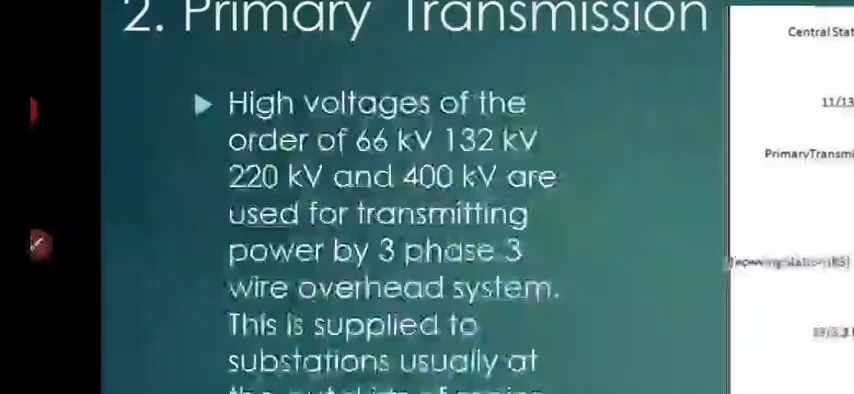 2. Primary Transmission
High voltages of the
order of 66 kV 132 kV
220 kV and 400 kV are
used for transmitting
power by 3 phase 3
wire overhead system.
This is supplied to
substations usually at
Central Stat
11/13
PrimaryTransmi